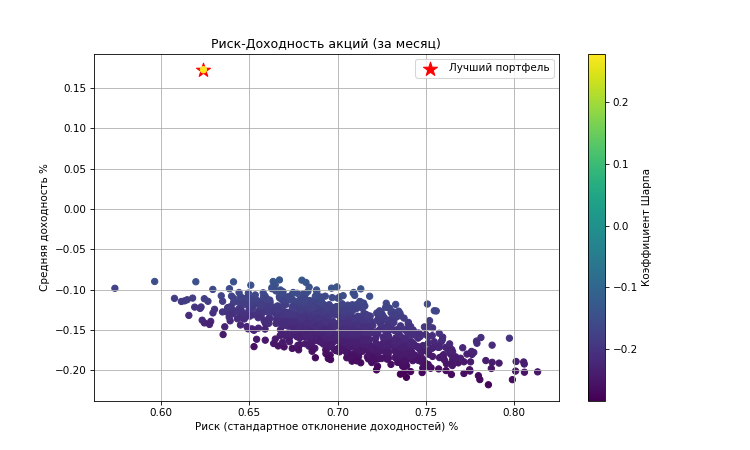 Риск-Доходность акций (за месяц)
Лучший портфель
0.15
0.10
0.05
0.00
−0.05
−0.10
−0.15
−0.20
Средняя доходность %
0.60 0.65 0.70 0.75 0.80
Риск (стандартное отклонение доходностей) %
0.2
0.1
0.0
−0.1
−0.2
Коэффициент Шарпа